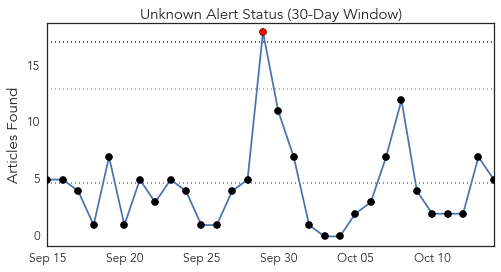 Unknown Alert Status (30-Day Window)
Articles Found
15
10
5
0
Sep 15 Sep 20 Sep 25 Sep 30 Oct 05 Oct 10